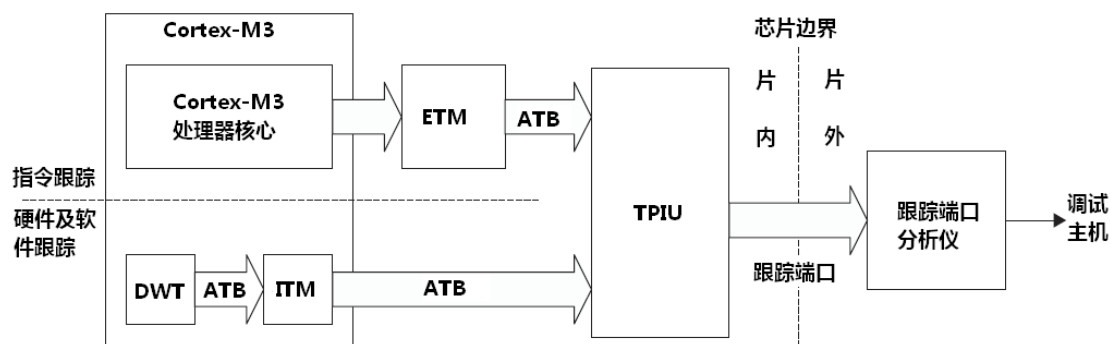 Cortex-M3
芯片边界
Cortex-M3
处理器核心
ETM
ATB
片内
片外
指令跟踪
硬件及软
件跟踪
TPIU
跟踪端口
分析仪
调试
主机
跟踪端口
DWT
ATB
ITM
ATB